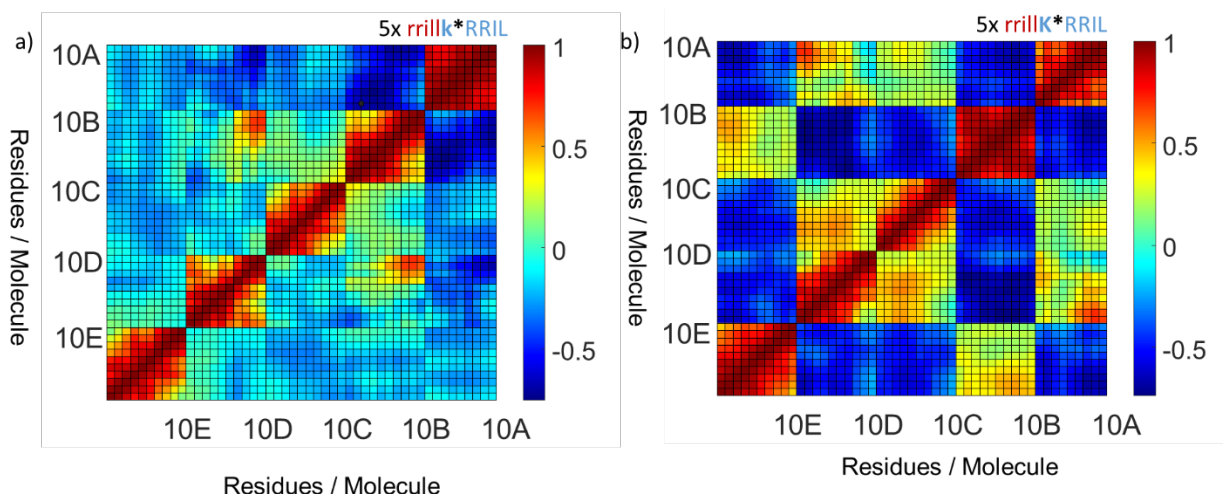 a)
5x rrillk*RRIL
10A
10B
10C
10D
10E
1
0.5
0
-0.5
10E 10D 10C 10B 10A
Residues / Molecule
Residues / Molecule
b)
5x rrillK*RRIL
10A
10B
10C
10D
10E
1
0.5
0
-0.5
10E 10D 10C 10B 10A
Residues / Molecule
Residues / Molecule